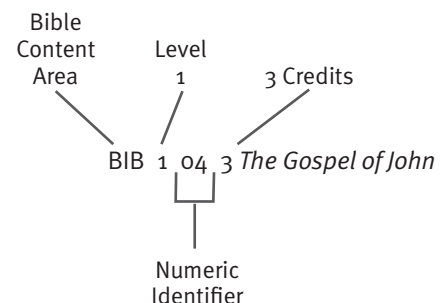 Bible
Content
Area
Level
1
3 Credits
BIB 1 04 3 The Gospel of John
Numeric
Identifier